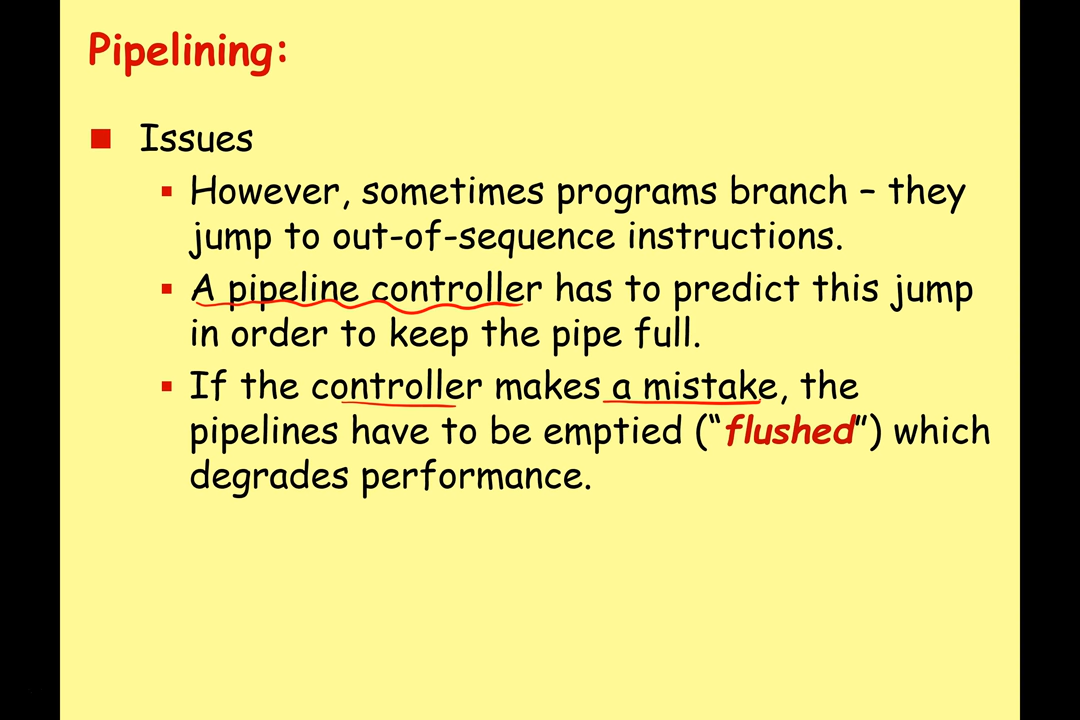 Pipelining:
Issues
However, sometimes programs branch – they
jump to out-of-sequence instructions.
A pipeline controller has to predict this jump
in order to keep the pipe full.
If the controller makes a mistake, the
pipelines have to be emptied (“flushed”) which
degrades performance.